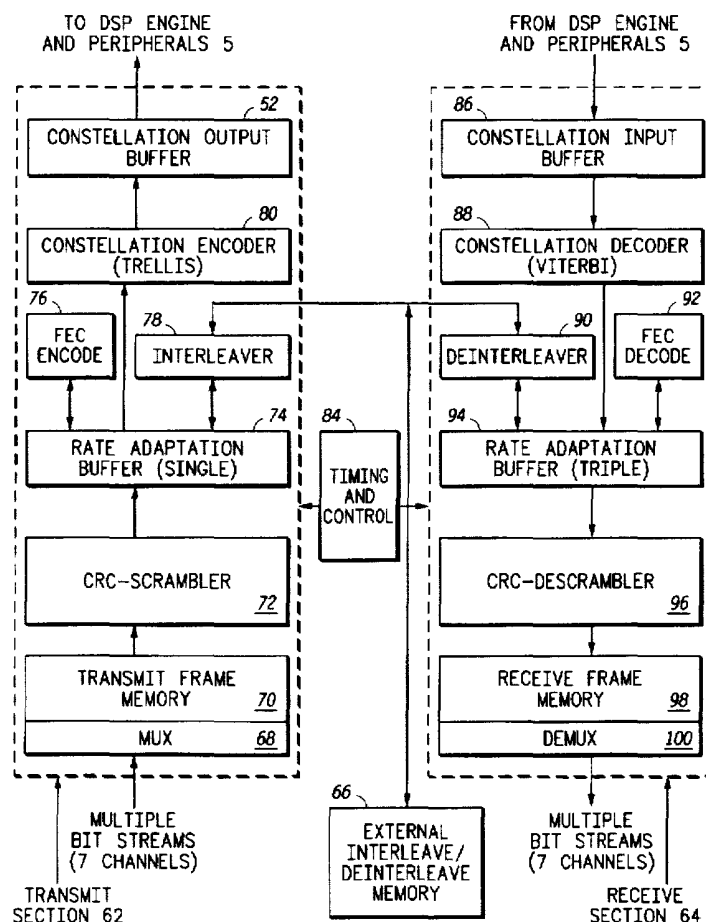 TO DSP ENGINE
AND PERIPHERALS 5
52
CONSTELLATION OUTPUT
BUFFER
80
CONSTELLATION ENCODER
(TRELLIS)
76
FEC
ENCODE
78
INTERLEAVER
74
RATE ADAPTATION
BUFFER (SINGLE)
CRC-SCRAMBLER
72
TRANSMIT FRAME
MEMORY
70
MUX
68
MULTIPLE
BIT STREAMS
(7 CHANNELS)
TRANSMIT
SECTION 62
84
TIMING
AND
CONTROL
66
EXTERNAL
INTERLEAVE/
DEINTERLEAVE
MEMORY
FROM DSP ENGINE
AND PERIPHERALS 5
86
CONSTELLATION INPUT
BUFFER
88
CONSTELLATION DECODER
(VITERBI)
90
DEINTERLEAVER
92
FEC
DECODE
94
RATE ADAPTATION
BUFFER (TRIPLE)
CRC-DESCRAMBLER
96
RECEIVE FRAME
MEMORY
98
DEMUX
100
MULTIPLE
BIT STREAMS
(7 CHANNELS)
RECEIVE
SECTION 64